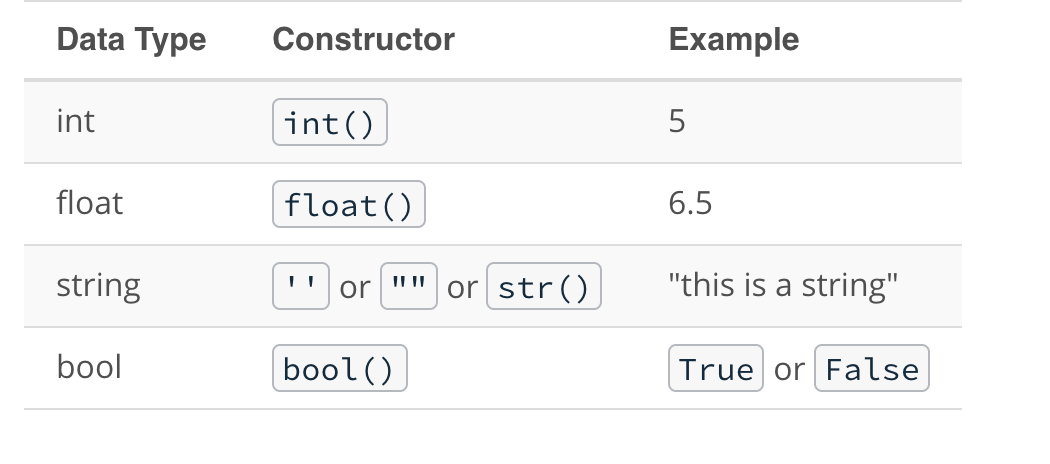 Data Type Constructor Example
int int() 5
float float() 6.5
string '' or "" or str() "this is a string"
bool bool() True or False